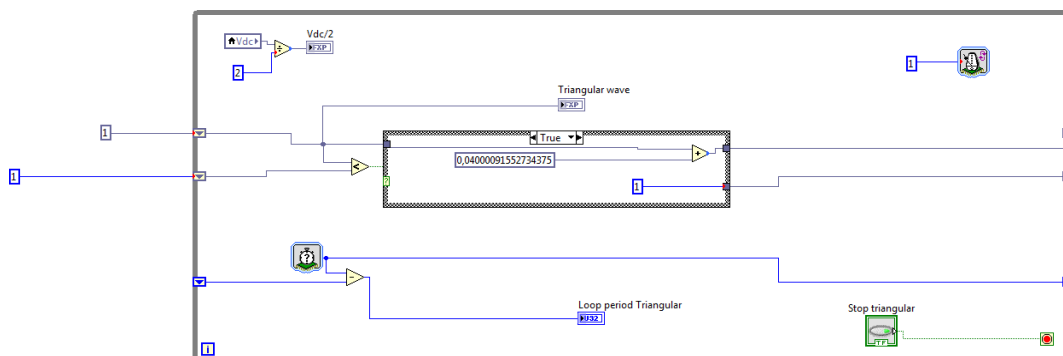 Vdc
Vdc/2
÷
FXP
2
1
Triangular wave
FXP
1
True
<
0,04000091552734375
+
?
1
1
?
-
Loop period Triangular
U32
Stop triangular
TF
i